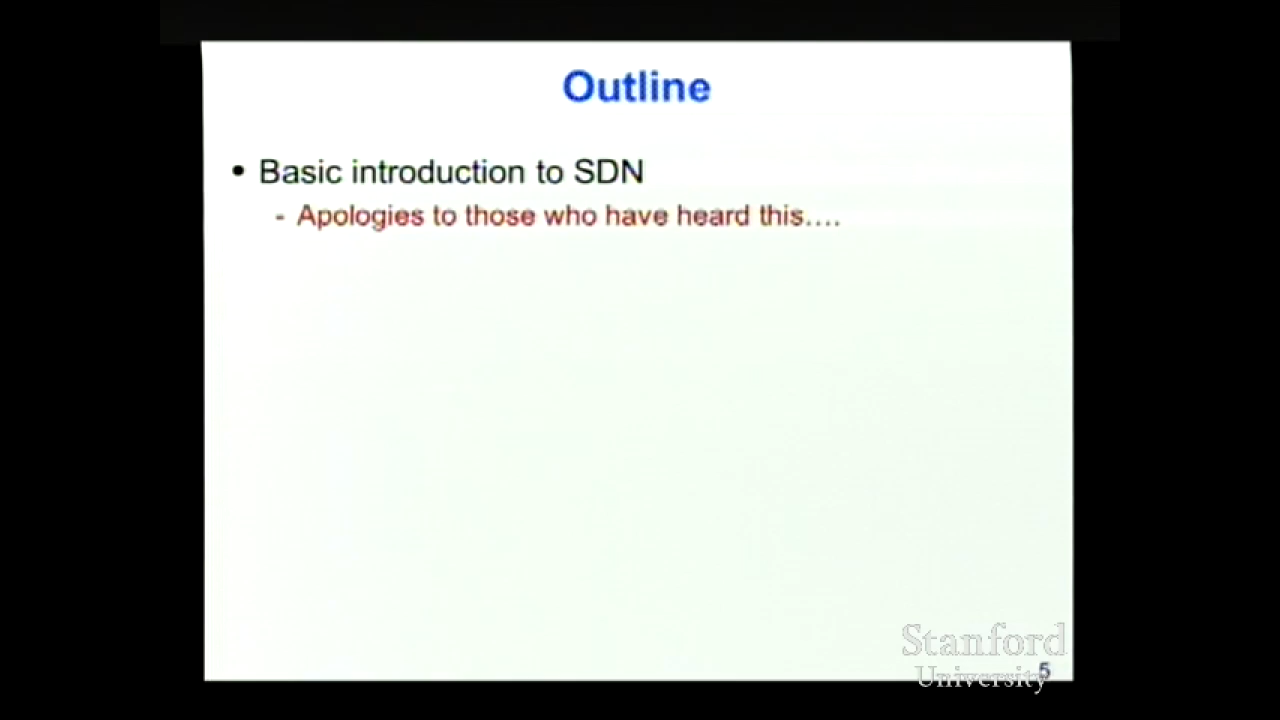 Outline
• Basic introduction to SDN
- Apologies to those who have heard this....
Stanford
University
5